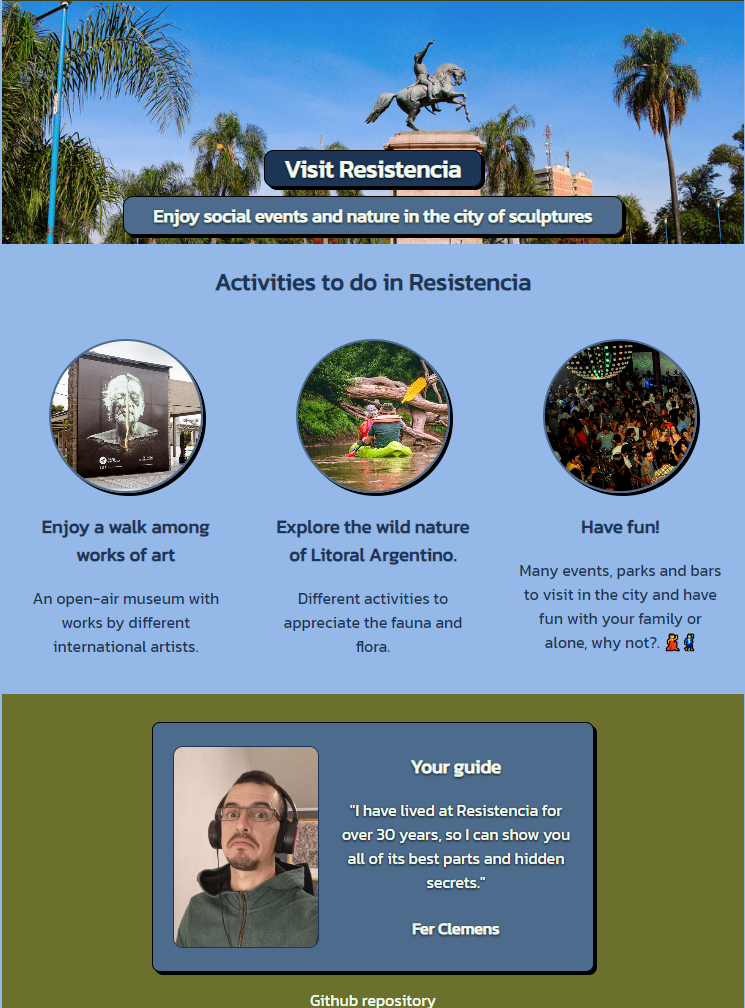 Visit Resistencia
Enjoy social events and nature in the city of sculptures
Activities to do in Resistencia
Enjoy a walk among
works of art
An open-air museum with
works by different
international artists.
Explore the wild nature
of Litoral Argentino.
Different activities to
appreciate the fauna and
flora.
Have fun!
Many events, parks and bars
to visit in the city and have
fun with your family or
alone, why not?. 💃🕺
Your guide
"I have lived at Resistencia for
over 30 years, so I can show you
all of its best parts and hidden
secrets."
Fer Clemens
Github repository